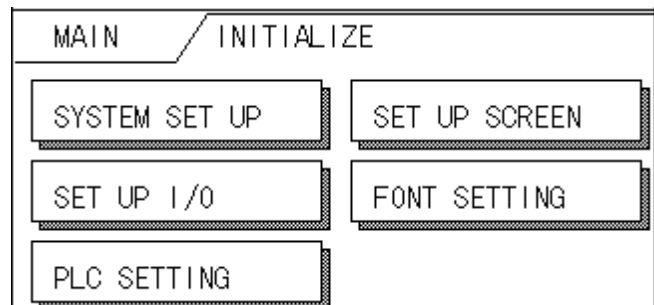 MAIN INITIALIZE
SYSTEM SET UP SET UP SCREEN
SET UP I/O FONT SETTING
PLC SETTING